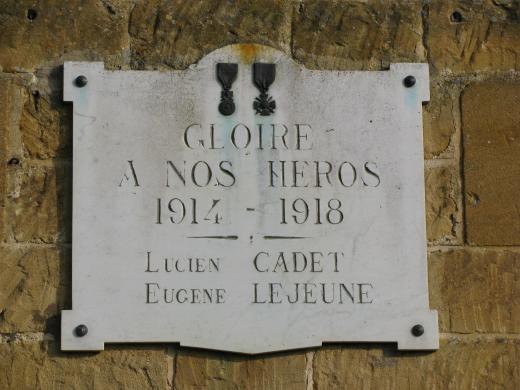 GLOIRE
A NOS HEROS
1914 - 1918
LUCIEN CADET
EUGENE LEJEUNE